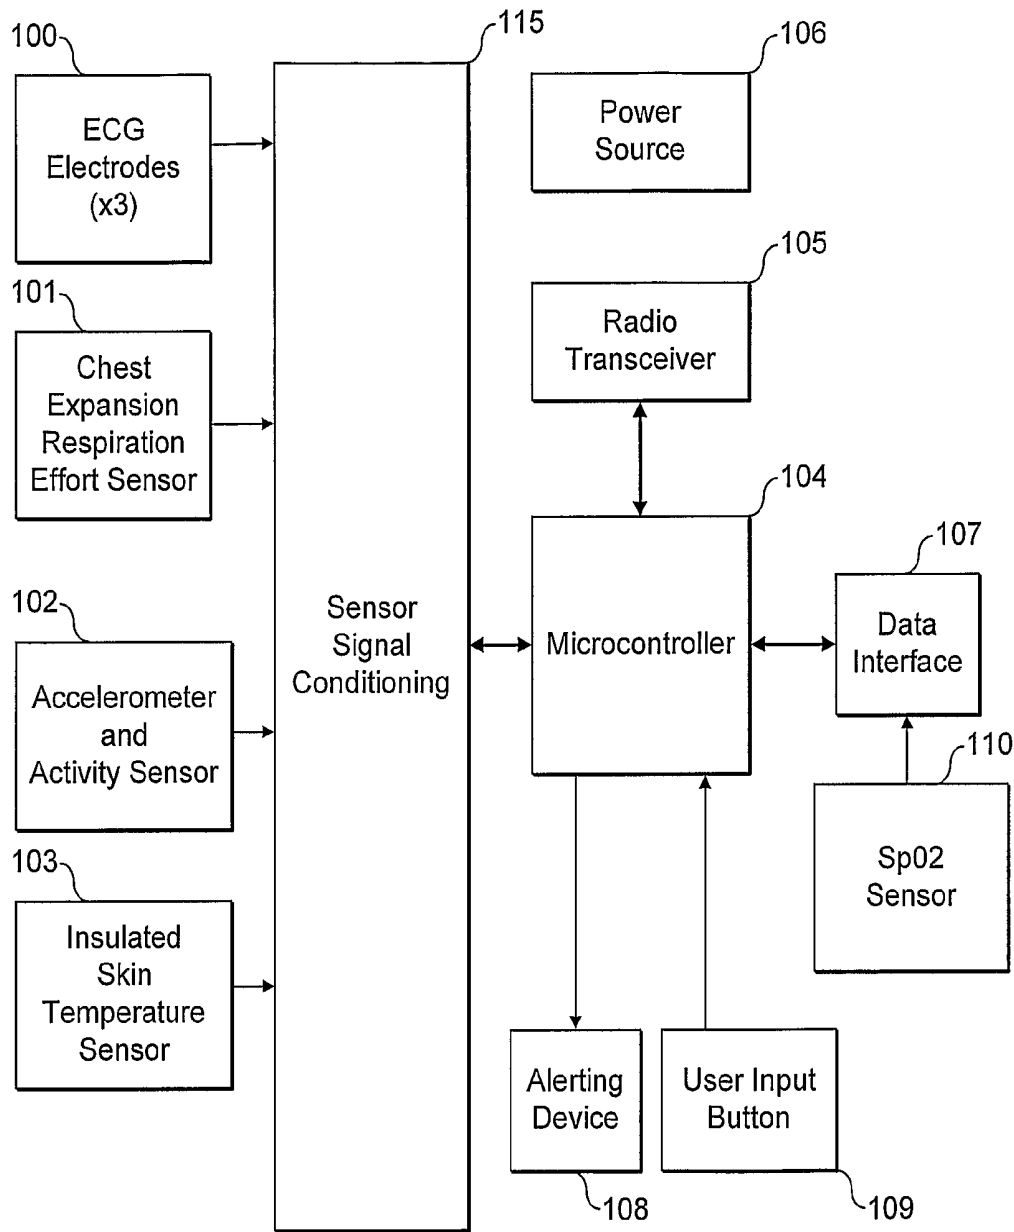 100
ECG
Electrodes
(x3)
101
Chest
Expansion
Respiration
Effort Sensor
102
Accelerometer
and
Activity Sensor
103
Insulated
Skin
Temperature
Sensor
115
Sensor
Signal
Conditioning
106
Power
Source
105
Radio
Transceiver
104
Microcontroller
107
Data
Interface
110
Sp02
Sensor
Alerting
Device
108
User Input
Button
109